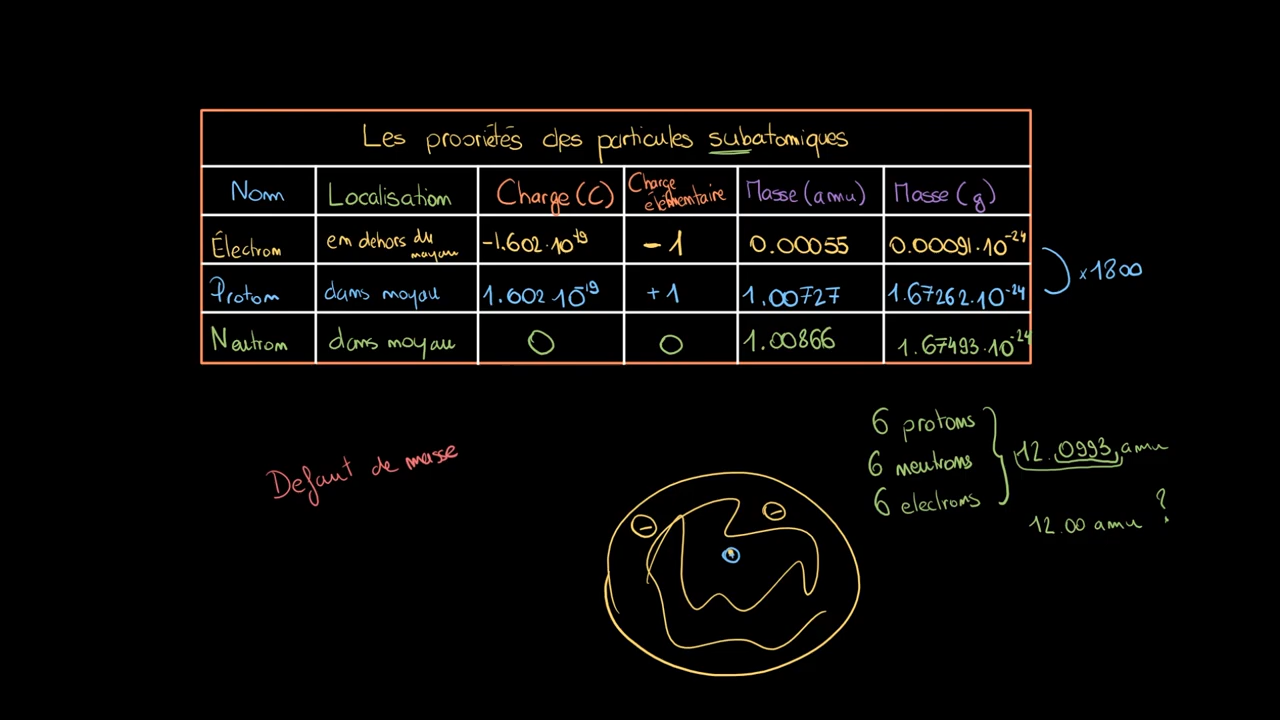 Les propriétés des particules subatomiques
Nom Localisation Charge (C) Charge élémentaire Masse (amu) Masse (g)
Électron en dehors du noyau -1.602·10⁻¹⁹ -1 0.00055 0.00091·10⁻²⁴
Proton dans noyau 1.602·10⁻¹⁹ +1 1.00727 1.67262·10⁻²⁴
×1800
Neutron dans noyau 0 0 1.00866 1.67493·10⁻²⁴
6 protons
6 neutrons
6 electrons
12.0993 amu
12.00 amu ?
Defaut de masse
- -
+